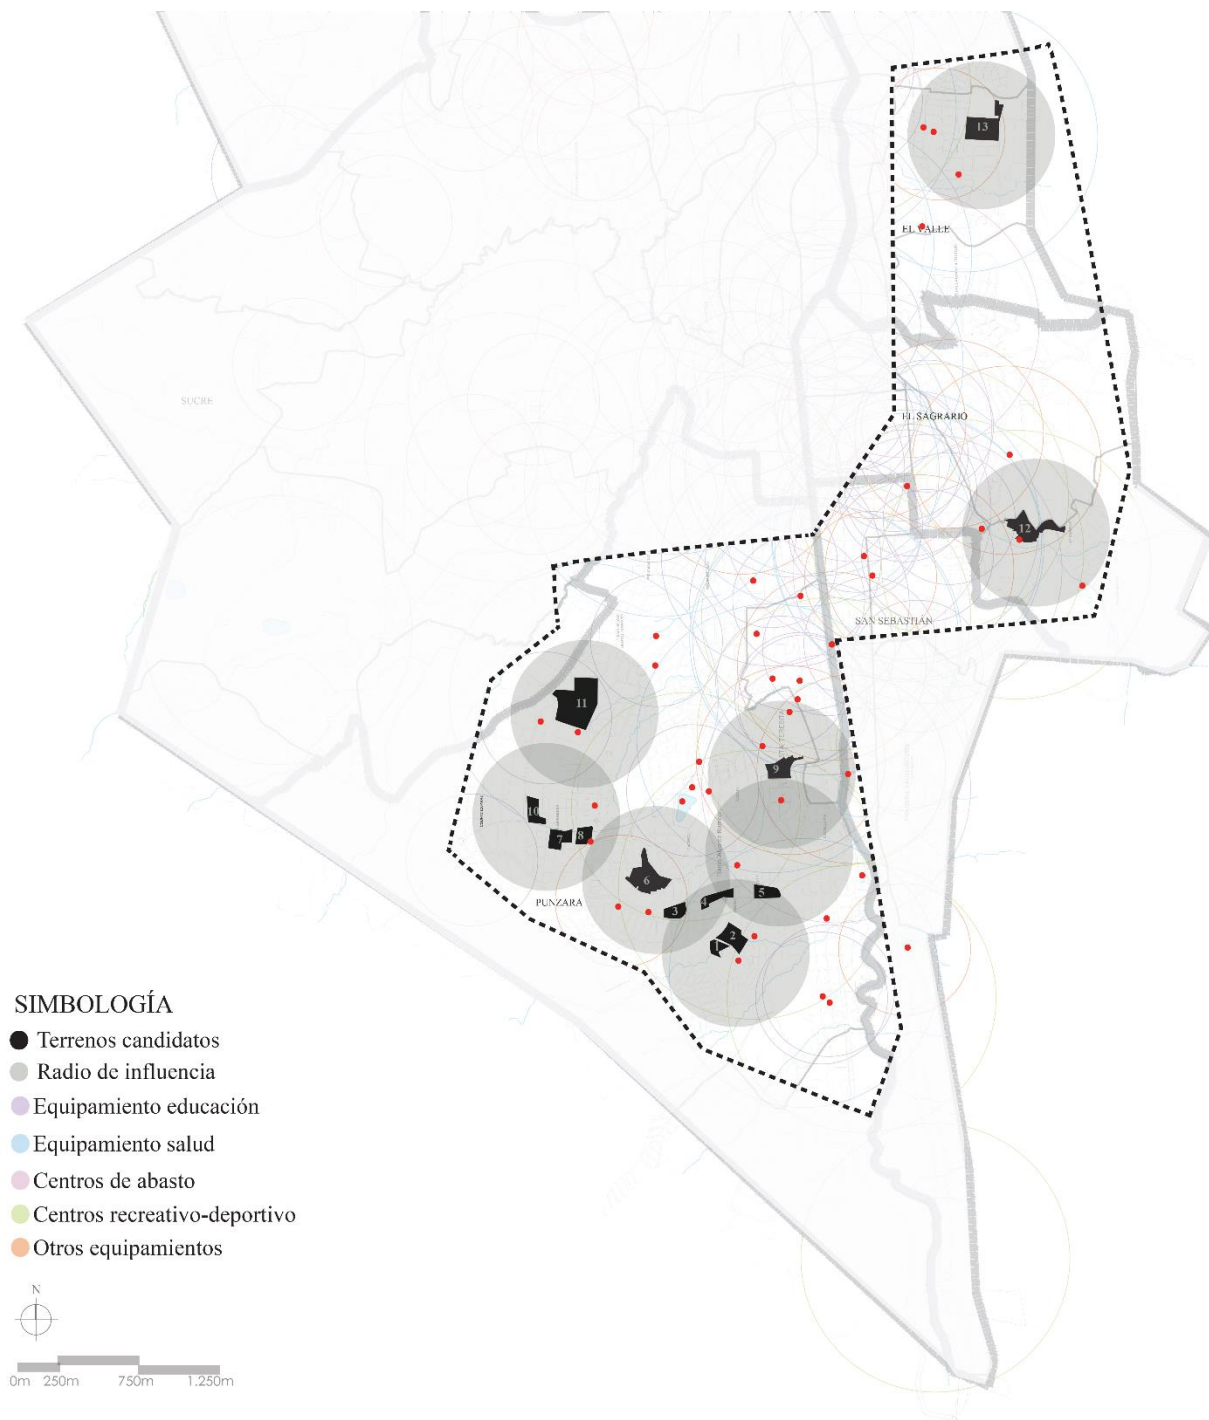 13
EL VALLE
SUCRE
EL SAGRARIO
12
SAN SEBASTIÁN
11
9
10
7
8
6
5
PUNZARA
3
4
2
1
SIMBOLOGÍA
Terrenos candidatos
Radio de influencia
Equipamiento educación
Equipamiento salud
Centros de abasto
Centros recreativo-deportivo
Otros equipamientos
N
0m 250m 750m 1.250m